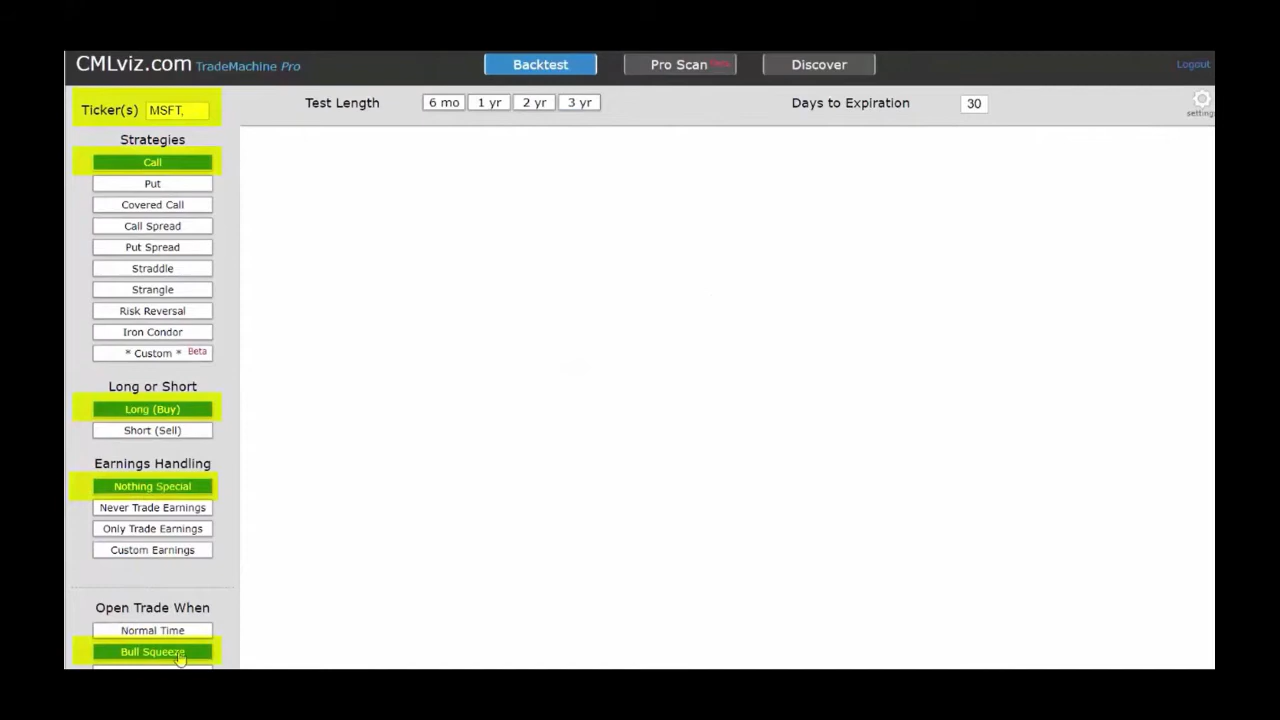 CMLviz.com TradeMachine Pro Backtest Pro Scan Beta Discover Logout
Ticker(s) MSFT, Test Length 6 mo 1 yr 2 yr 3 yr Days to Expiration 30
settings
Strategies
Call
Put
Covered Call
Call Spread
Put Spread
Straddle
Strangle
Risk Reversal
Iron Condor
* Custom * Beta
Long or Short
Long (Buy)
Short (Sell)
Earnings Handling
Nothing Special
Never Trade Earnings
Only Trade Earnings
Custom Earnings
Open Trade When
Normal Time
Bull Squeeze